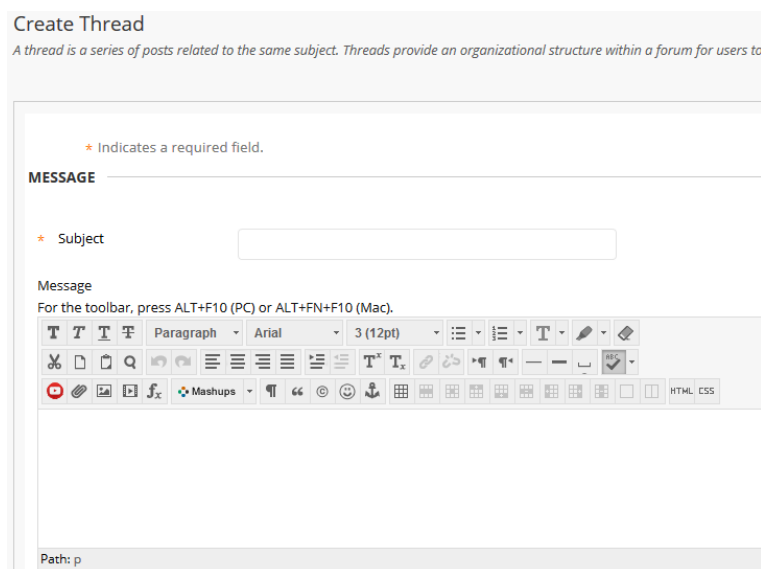 Create Thread
A thread is a series of posts related to the same subject. Threads provide an organizational structure within a forum for users to
* Indicates a required field.
MESSAGE
* Subject
Message
For the toolbar, press ALT+F10 (PC) or ALT+FN+F10 (Mac).
T T T T Paragraph Arial 3 (12pt) T
T x T x ABC
fx Mashups HTML CSS
Path: p